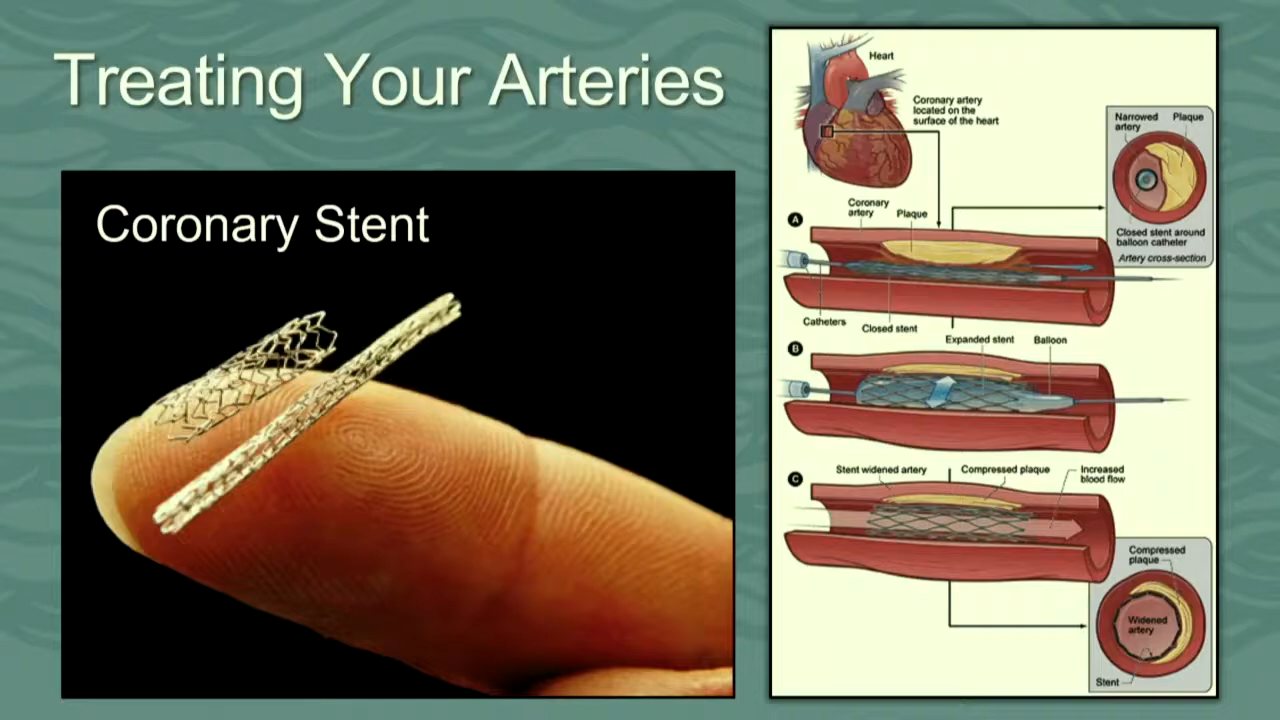 Treating Your Arteries
Coronary Stent
Heart
Coronary artery
located on the
surface of the heart
Narrowed
artery
Plaque
Closed stent around
balloon catheter
Artery cross-section
A
Coronary
artery
Plaque
Catheters
Closed stent
B
Expanded stent
Balloon
C
Stent widened artery
Compressed plaque
Increased
blood flow
Compressed
plaque
Widened
artery
Stent